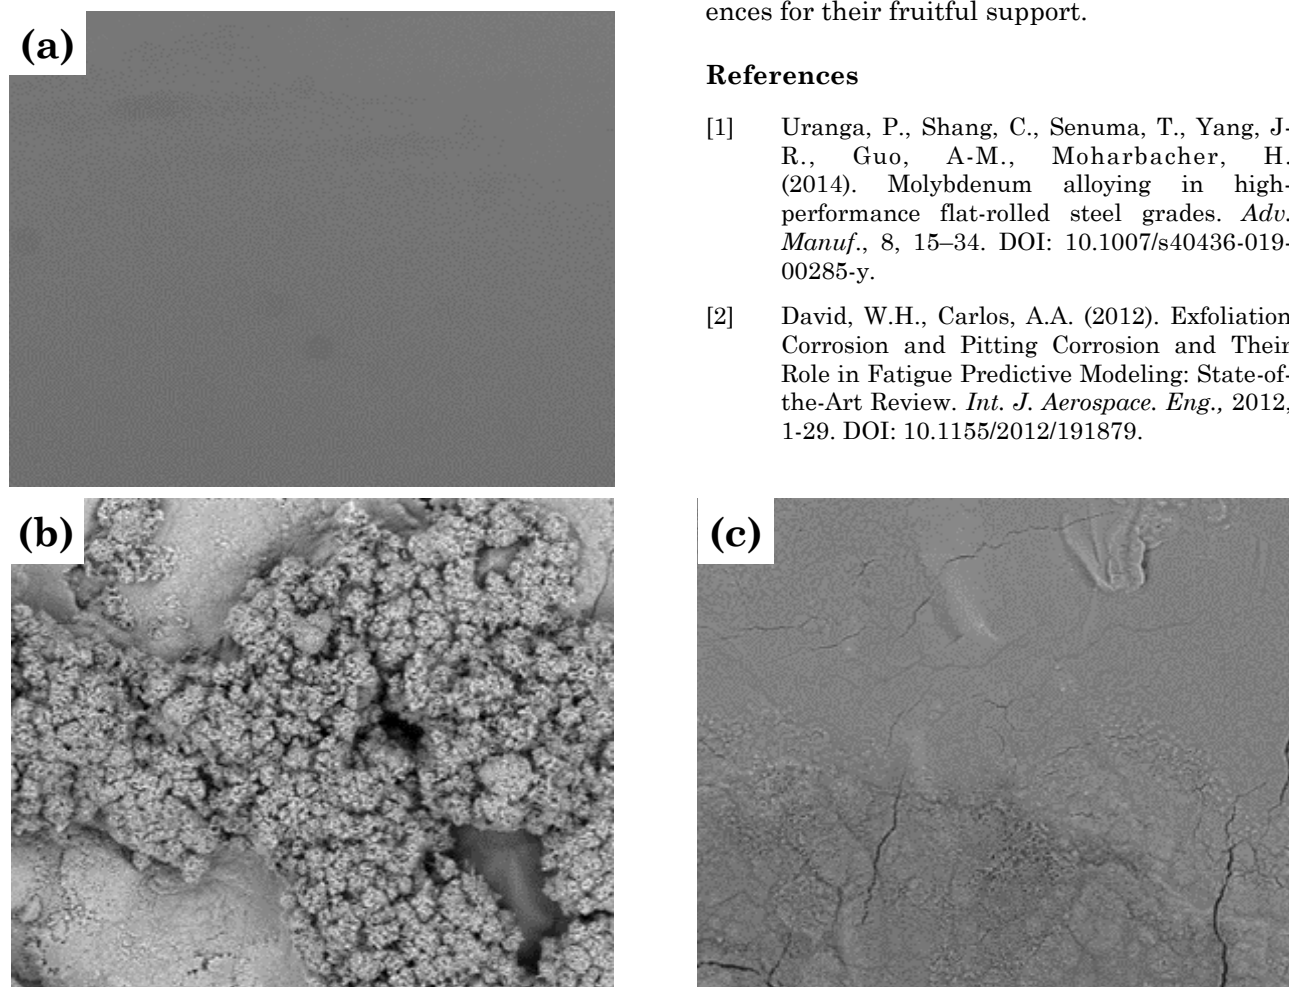 (a)
ences for their fruitful support.
References
[1] Uranga, P., Shang, C., Senuma, T., Yang, J-
R., Guo, A-M., Moharbacher, H.
(2014). Molybdenum alloying in high-
performance flat-rolled steel grades. Adv.
Manuf., 8, 15–34. DOI: 10.1007/s40436-019-
00285-y.
[2] David, W.H., Carlos, A.A. (2012). Exfoliation
Corrosion and Pitting Corrosion and Their
Role in Fatigue Predictive Modeling: State-of-
the-Art Review. Int. J. Aerospace. Eng., 2012,
1-29. DOI: 10.1155/2012/191879.
(b)
(c)